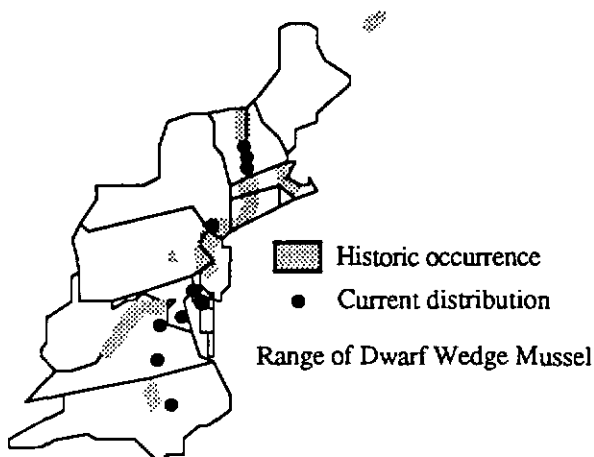 Historic occurrence
Current distribution
Range of Dwarf Wedge Mussel